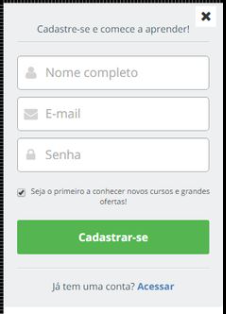 Cadastre-se e comece a aprender!
Nome completo
E-mail
Senha
Seja o primeiro a conhecer novos cursos e grandes
ofertas!
Cadastrar-se
Já tem uma conta? Acessar